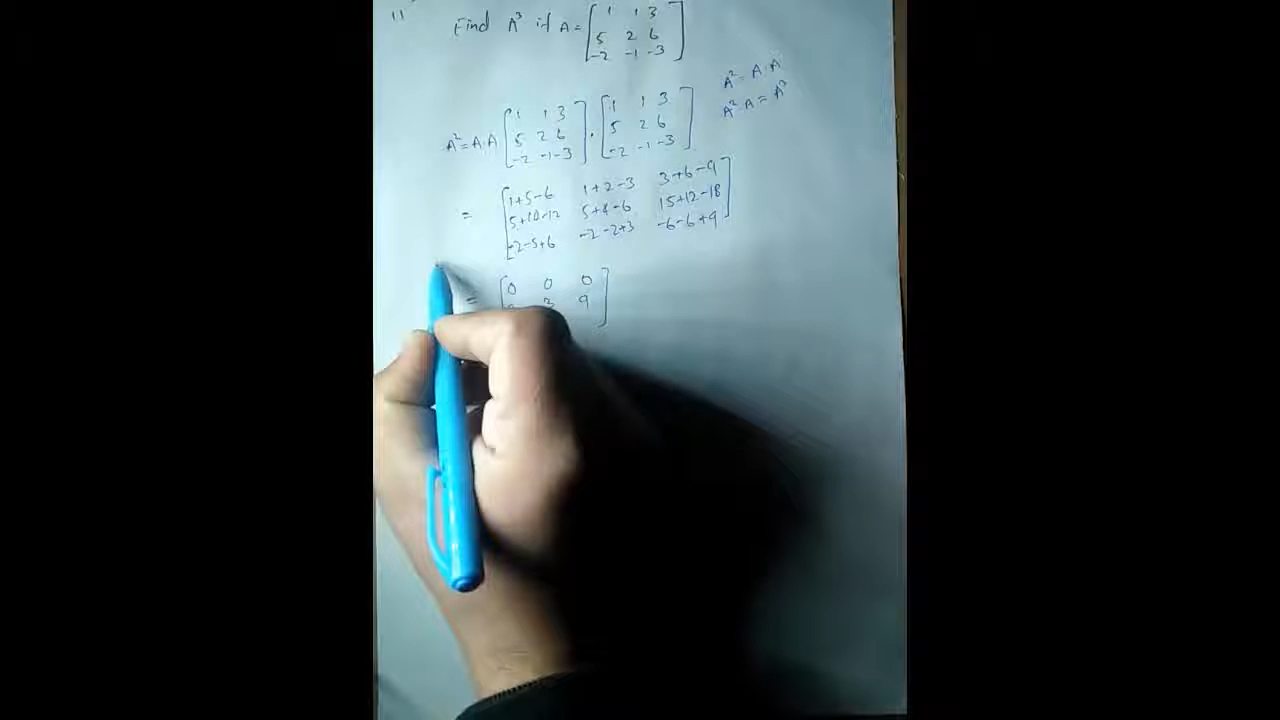 11
Find A³ if A = [ 1 1 3
5 2 6
-2 -1 -3 ]
A² = A.A
A².A = A³
A² = A.A [ 1 1 3 ] . [ 1 1 3 ]
5 2 6 5 2 6
-2 -1 -3 -2 -1 -3
= [ 1+5-6 1+2-3 3+6-9 ]
5+10-12 5+4-6 15+12-18
-2-5+6 -2-2+3 -6-6+9
= [ 0 0 0 ]
3 9